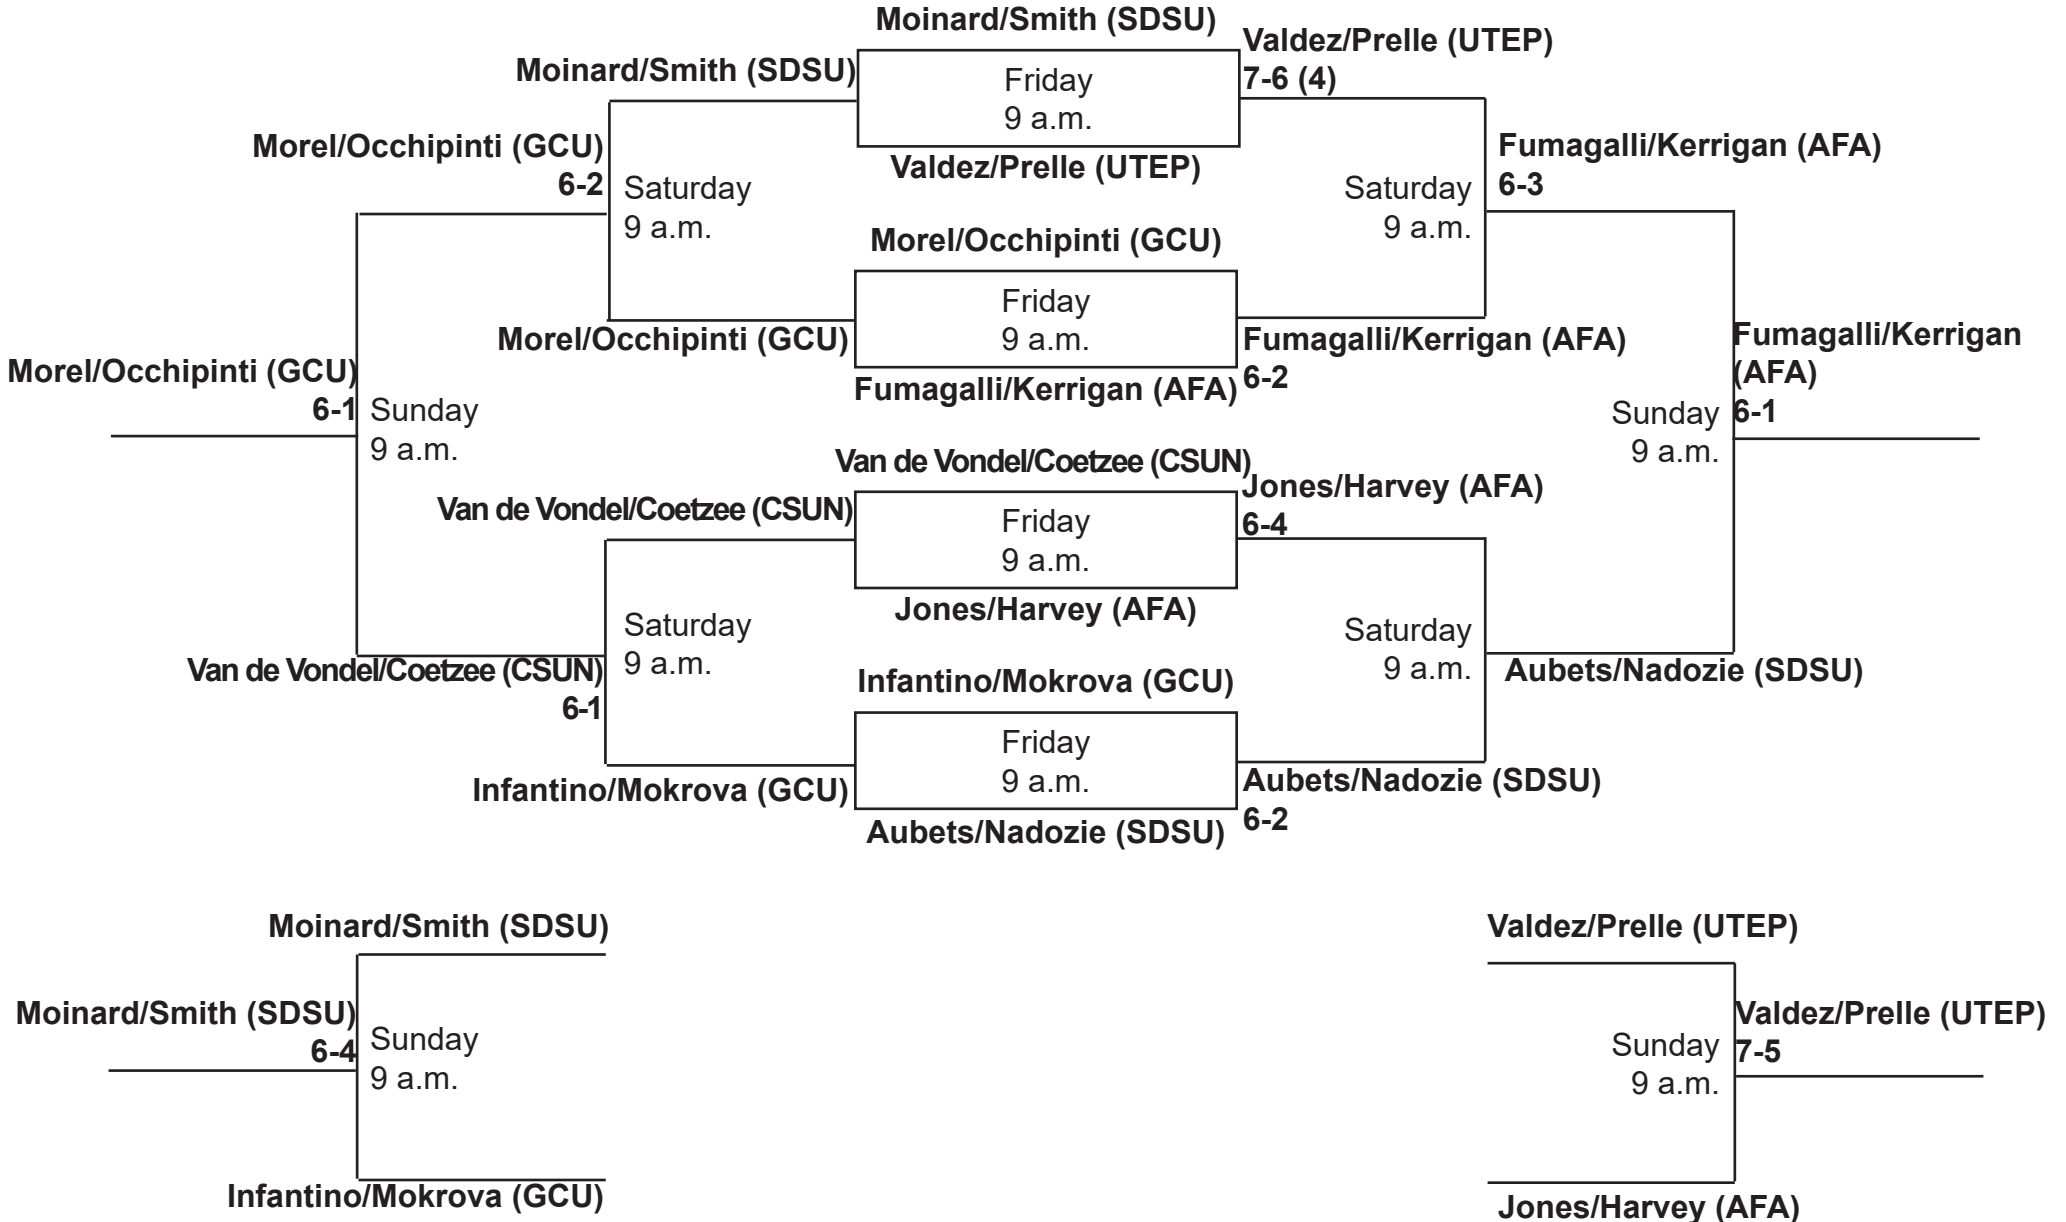 Moinard/Smith (SDSU)
Valdez/Prelle (UTEP)
7-6 (4)
Moinard/Smith (SDSU)
Friday
9 a.m.
Morel/Occhipinti (GCU)
6-2
Fumagalli/Kerrigan (AFA)
6-3
Valdez/Prelle (UTEP)
Saturday
9 a.m.
Saturday
9 a.m.
Morel/Occhipinti (GCU)
Friday
9 a.m.
Morel/Occhipinti (GCU)
Fumagalli/Kerrigan (AFA)
6-2
Fumagalli/Kerrigan
(AFA)
6-1
Morel/Occhipinti (GCU)
6-1
Fumagalli/Kerrigan (AFA)
Sunday
9 a.m.
Sunday
9 a.m.
Van de Vondel/Coetzee (CSUN)
Jones/Harvey (AFA)
6-4
Van de Vondel/Coetzee (CSUN)
Friday
9 a.m.
Jones/Harvey (AFA)
Saturday
9 a.m.
Saturday
9 a.m.
Van de Vondel/Coetzee (CSUN)
6-1
Aubets/Nadozie (SDSU)
Infantino/Mokrova (GCU)
Friday
9 a.m.
Infantino/Mokrova (GCU)
Aubets/Nadozie (SDSU)
6-2
Aubets/Nadozie (SDSU)
Moinard/Smith (SDSU)
Valdez/Prelle (UTEP)
Moinard/Smith (SDSU)
6-4
Sunday
9 a.m.
Sunday
9 a.m.
Valdez/Prelle (UTEP)
7-5
Infantino/Mokrova (GCU)
Jones/Harvey (AFA)